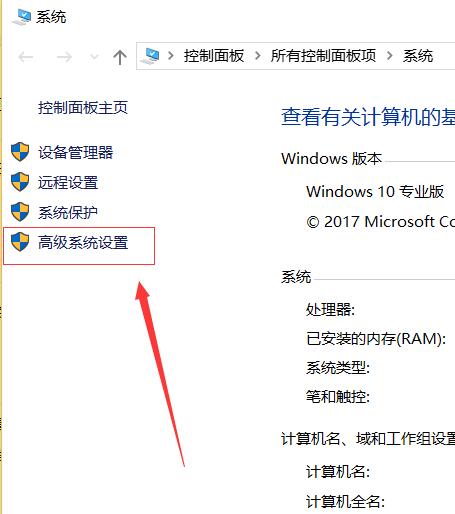 系统
控制面板 > 所有控制面板项 > 系统
控制面板主页
设备管理器
远程设置
系统保护
高级系统设置
查看有关计算机的基
Windows 版本
Windows 10 专业版
© 2017 Microsoft Co
系统
处理器:
已安装的内存(RAM):
系统类型:
笔和触控:
计算机名、域和工作组设置
计算机名:
计算机全名: